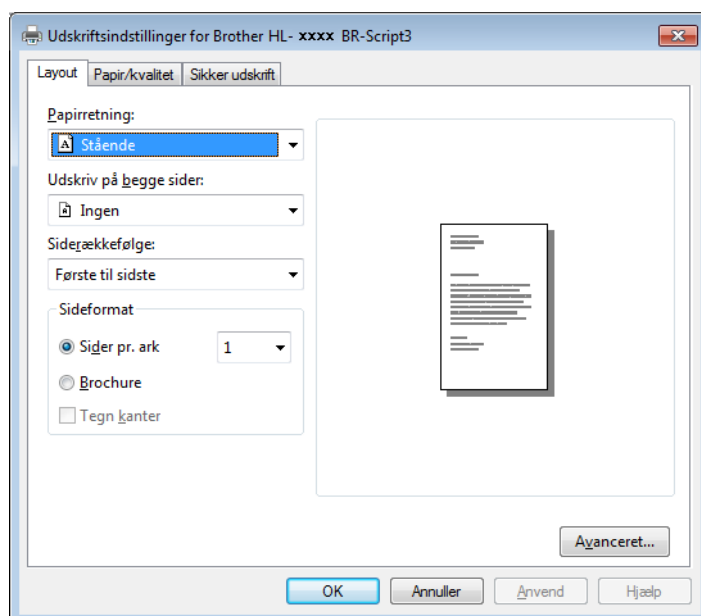 Udskriftsindstillinger for Brother HL- xxxx BR-Script3
Layout Papir/kvalitet Sikker udskrift
Papirretning:
A Stående
Udskriv på begge sider:
Ingen
Siderækkefølge:
Første til sidste
Sideformat
Sider pr. ark 1
Brochure
Tegn kanter
Avanceret...
OK Annuller Anvend Hjælp